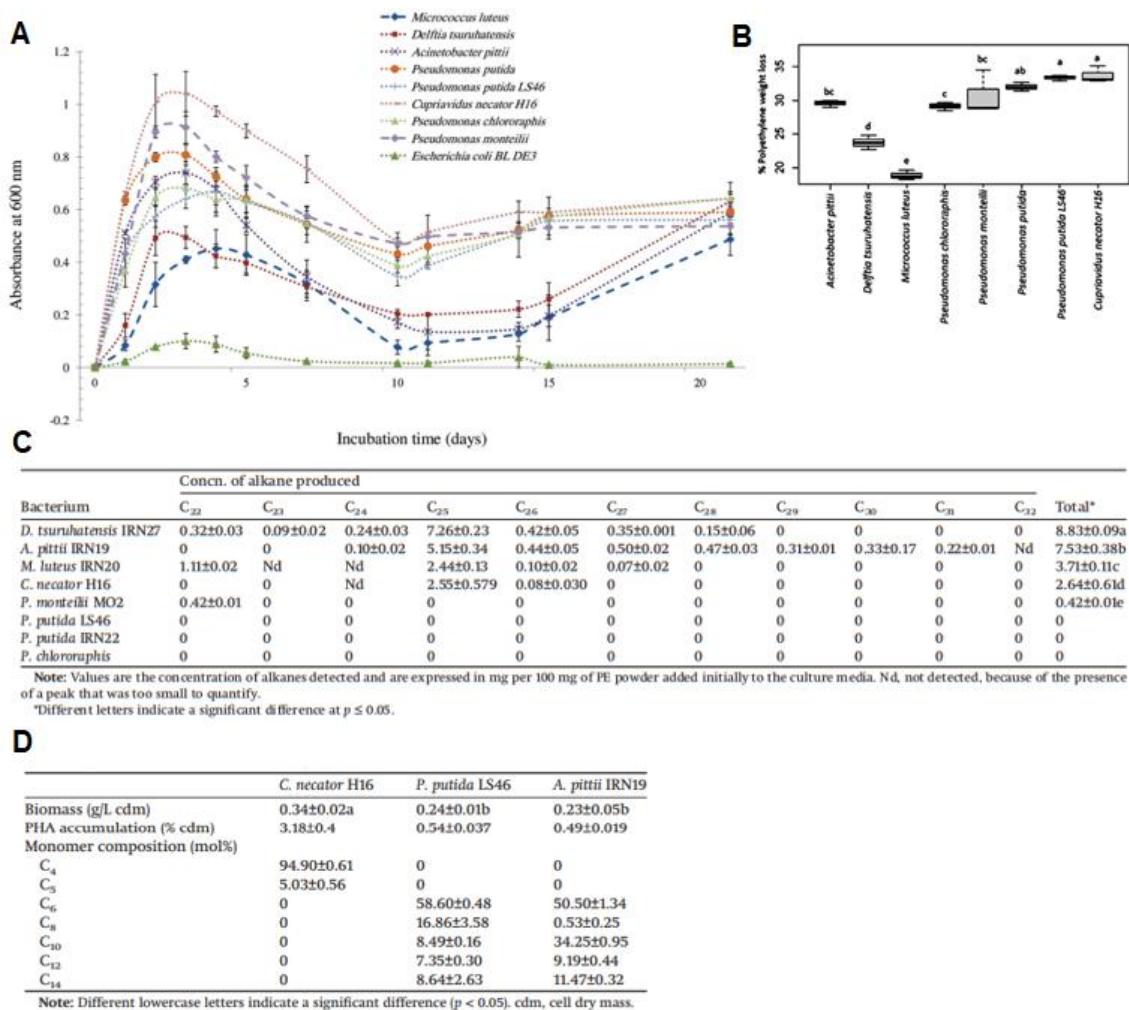 A
Micrococcus luteus
Delftia tsuruhatensis
Acinetobacter pittii
Pseudomonas putida
Pseudomonas putida LS46
Cupriavidus necator H16
Pseudomonas chlororaphis
Pseudomonas monteilii
Escherichia coli BL DE3
1.2
1
0.8
0.6
0.4
0.2
0
-0.2
Absorbance at 600 nm
0 5 10 15 20
Incubation time (days)
B
% Polyethylene weight loss
35
30
25
20
bc d e c bc ab a a
Acinetobacter pittii
Delftia tsuruhatensis
Micrococcus luteus
Pseudomonas chlororaphis
Pseudomonas monteilii
Pseudomonas putida
Pseudomonas putida LS46
Cupriavidus necator H16
C
Concn. of alkane produced
Bacterium C22 C23 C24 C25 C26 C27 C28 C29 C30 C31 C32 Total*
D. tsuruhatensis IRN27 0.32±0.03 0.09±0.02 0.24±0.03 7.26±0.23 0.42±0.05 0.35±0.001 0.15±0.06 0 0 0 0 8.83±0.09a
A. pittii IRN19 0 0 0.10±0.02 5.15±0.34 0.44±0.05 0.50±0.02 0.47±0.03 0.31±0.01 0.33±0.17 0.22±0.01 Nd 7.53±0.38b
M. luteus IRN20 1.11±0.02 Nd Nd 2.44±0.13 0.10±0.02 0.07±0.02 0 0 0 0 0 3.71±0.11c
C. necator H16 0 0 Nd 2.55±0.579 0.08±0.030 0 0 0 0 0 0 2.64±0.61d
P. monteilii MO2 0.42±0.01 0 0 0 0 0 0 0 0 0 0 0.42±0.01e
P. putida LS46 0 0 0 0 0 0 0 0 0 0 0 0
P. putida IRN22 0 0 0 0 0 0 0 0 0 0 0 0
P. chlororaphis 0 0 0 0 0 0 0 0 0 0 0 0
Note: Values are the concentration of alkanes detected and are expressed in mg per 100 mg of PE powder added initially to the culture media. Nd, not detected, because of the presence
of a peak that was too small to quantify.
*Different letters indicate a significant difference at p ≤ 0.05.
D
C. necator H16 P. putida LS46 A. pittii IRN19
Biomass (g/L cdm) 0.34±0.02a 0.24±0.01b 0.23±0.05b
PHA accumulation (% cdm) 3.18±0.4 0.54±0.037 0.49±0.019
Monomer composition (mol%)
C4 94.90±0.61 0 0
C5 5.03±0.56 0 0
C6 0 58.60±0.48 50.50±1.34
C8 0 16.86±3.58 0.53±0.25
C10 0 8.49±0.16 34.25±0.95
C12 0 7.35±0.30 9.19±0.44
C14 0 8.64±2.63 11.47±0.32
Note: Different lowercase letters indicate a significant difference (p < 0.05). cdm, cell dry mass.